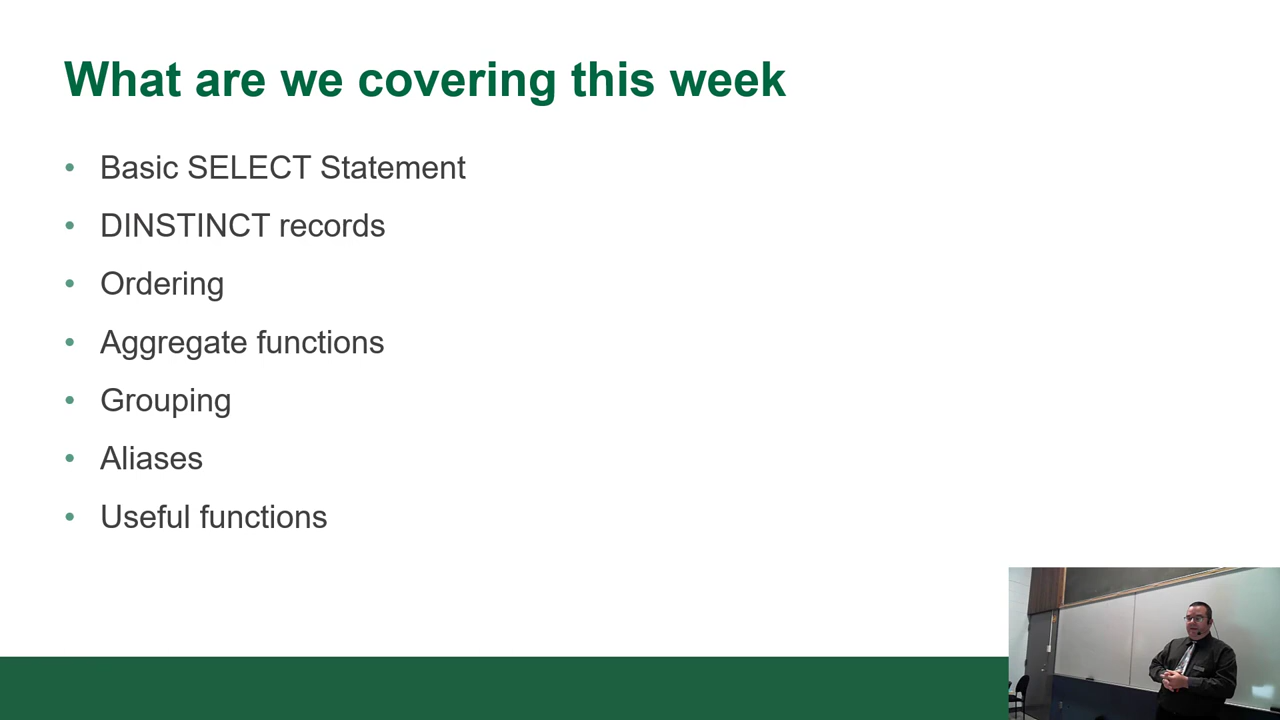 What are we covering this week
• Basic SELECT Statement
• DINSTINCT records
• Ordering
• Aggregate functions
• Grouping
• Aliases
• Useful functions